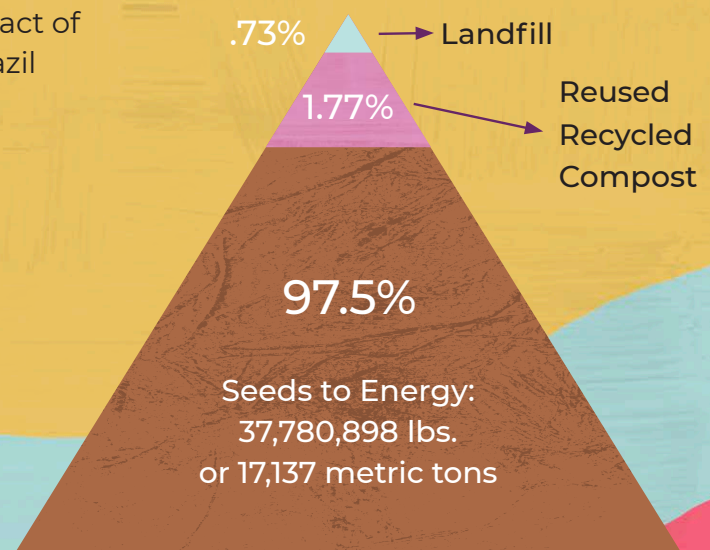 act of
azil
.73%
Landfill
1.77%
Reused
Recycled
Compost
97.5%
Seeds to Energy:
37,780,898 lbs.
or 17,137 metric tons